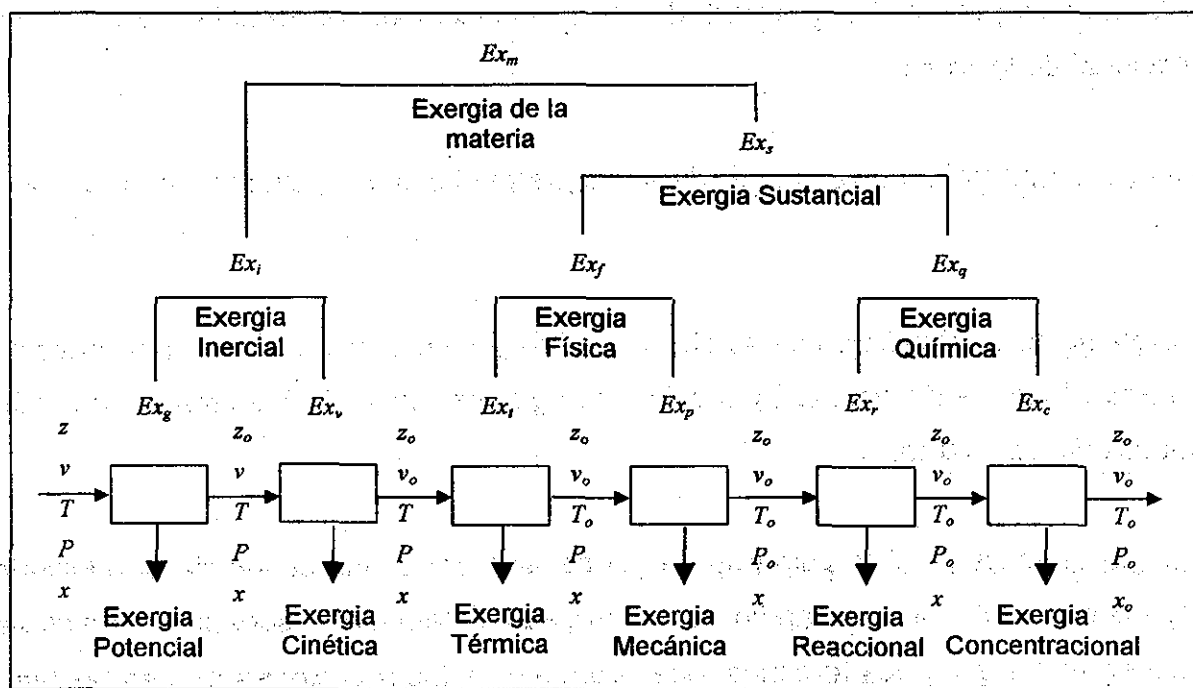 Ex_m
Exergia de la
materia
Ex_s
Exergia Sustancial
Ex_i Ex_f Ex_q
Exergia Exergia Exergia
Inercial Física Química
Ex_g Ex_v Ex_t Ex_p Ex_r Ex_c
z z_o z_o z_o z_o z_o z_o
v v v_o v_o v_o v_o v_o
T T T T_o T_o T_o T_o
P P P P P_o P_o P_o
x x x x x x x_o
Exergia Exergia Exergia Exergia Exergia Exergia
Potencial Cinética Térmica Mecánica Reaccional Concentracional